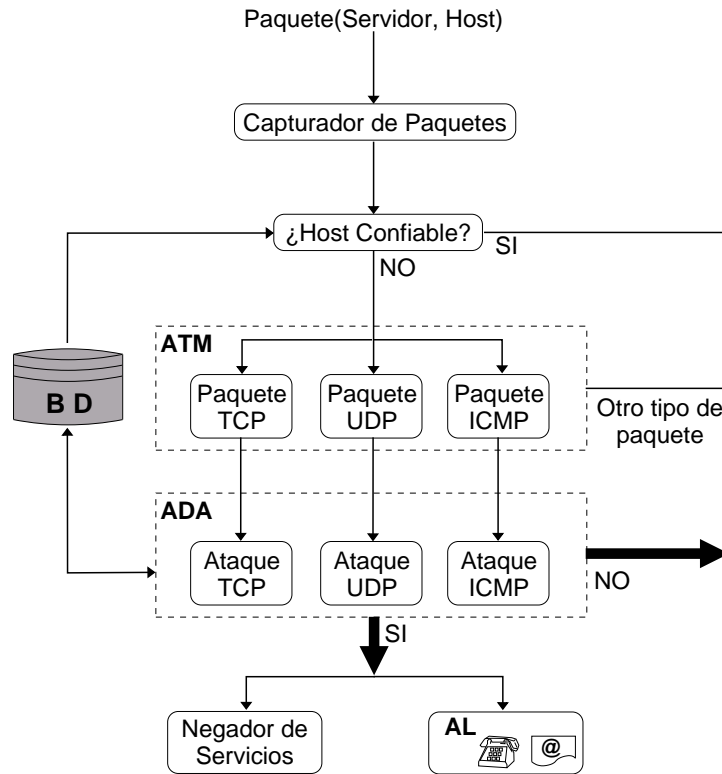 Paquete(Servidor, Host)
Capturador de Paquetes
¿Host Confiable?
SI
NO
ATM
Paquete
TCP
Paquete
UDP
Paquete
ICMP
Otro tipo de
paquete
B D
ADA
Ataque
TCP
Ataque
UDP
Ataque
ICMP
NO
SI
Negador de
Servicios
AL
@